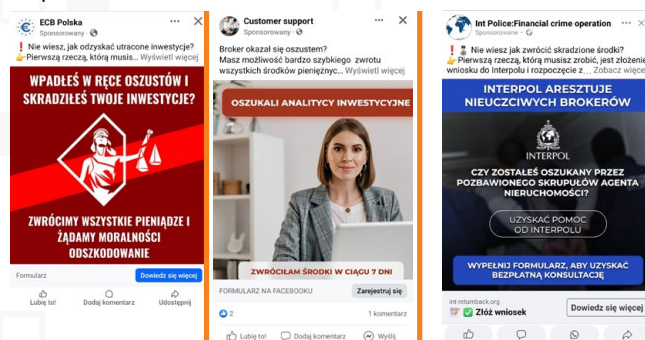 ECB Polska
Sponsorowany
Nie wiesz, jak odzyskać utracone inwestycje?
Pierwszą rzeczą, którą musis... Wyświetl więcej
WPADŁEŚ W RĘCE OSZUSTÓW I
SKRADZILEŚ TWOJE INWESTYCJE?
ZWRÓCIMY WSZYSTKIE PIENIĄDZE I
ŻĄDAMY MORALNOŚCI
ODSZKODOWANIE
Formularz
Dowiedz się więcej
Lubię to! Dodaj komentarz Udostępnij
Customer support
Sponsorowany
Broker okazał się oszustem?
Masz możliwość bardzo szybkiego zwrotu
wszystkich środków pieniężnyc... Wyświetl więcej
OSZUKALI ANALITYCY INWESTYCYJNE
ZWRÓCIŁAM ŚRODKI W CIĄGU 7 DNI
FORMULARZ NA FACEBOOKU
Zarejestruj się
2 1 komentarz
Lubię to! Dodaj komentarz Wyślij
Int Police:Financial crime operation
Sponsorowane
Nie wiesz jak zwrócić skradzione środki?
Pierwszą rzeczą, którą musisz zrobić, jest złożenie
wniosku do Interpolu i rozpoczęcie z... Zobacz więcej
INTERPOL ARESZTUJE
NIEUCZCIWYCH BROKERÓW
INTERPOL
CZY ZOSTAŁEŚ OSZUKANY PRZEZ
POZBAWIONEGO SKRUPUŁÓW AGENTA
NIERUCHOMOŚCI?
UZYSKAĆ POMOC
OD INTERPOLU
WYPEŁNIJ FORMULARZ, ABY UZYSKAĆ
BEZPŁATNĄ KONSULTACJĘ
int-returnback.org
Złóż wniosek
Dowiedz się więcej